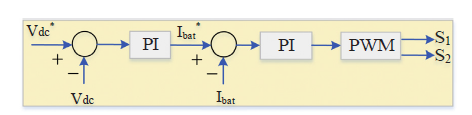 Vdc* + − Vdc
PI
Ibat* + − Ibat
PI
PWM
S1
S2